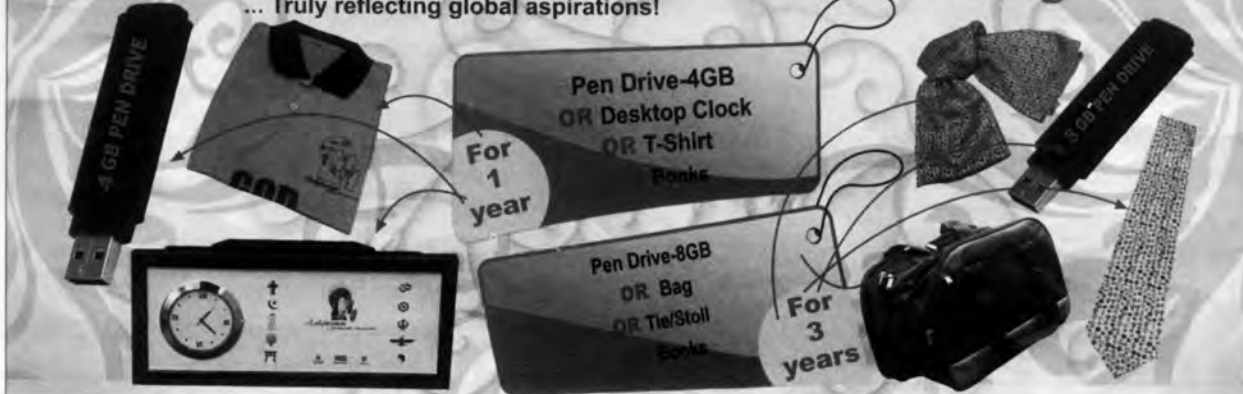 ... Truly reflecting global aspirations!
4 GB PEN DRIVE
GOD
Pen Drive-4GB
OR Desktop Clock
OR T-Shirt
Books
For
1
year
Pen Drive-8GB
OR Bag
OR Tie/Stoll
Books
For
3
years
GB PEN DRIVE